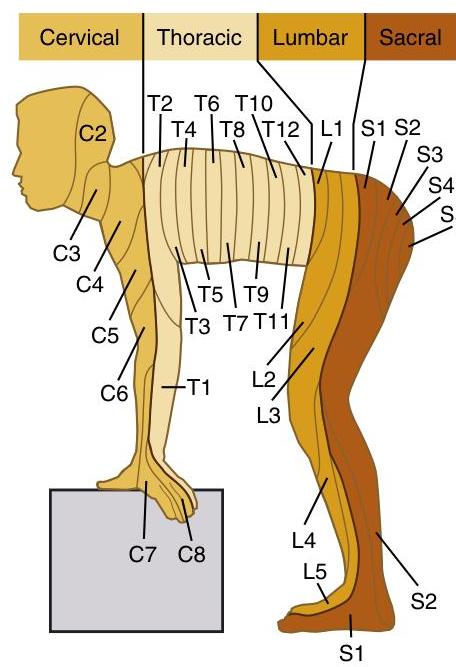 Cervical Thoracic Lumbar Sacral
T2 T6 T10
C2 T4 T8 T12 L1 S1 S2
S3
S4
S
C3
C4
T5 T9
C5 T3 T7 T11
L2
C6 T1
L3
C7 C8
L4
L5
S2
S1